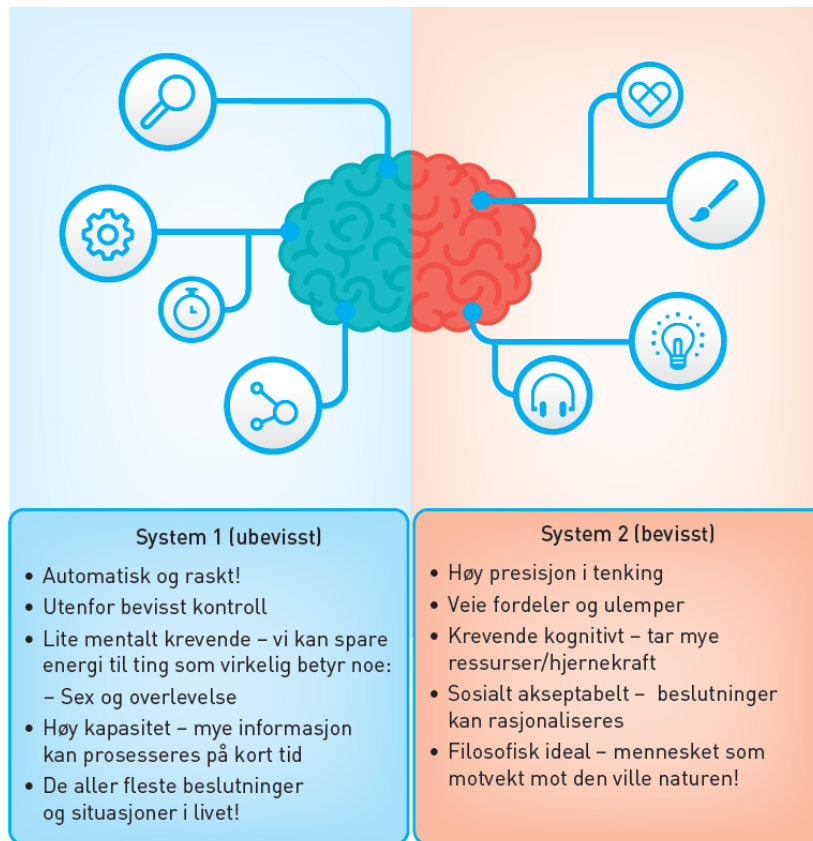 System 1 (ubevisst)
• Automatisk og raskt!
• Utenfor bevisst kontroll
• Lite mentalt krevende – vi kan spare
energi til ting som virkelig betyr noe:
– Sex og overlevelse
• Høy kapasitet – mye informasjon
kan prosesseres på kort tid
• De aller fleste beslutninger
og situasjoner i livet!
System 2 (bevisst)
• Høy presisjon i tenking
• Veie fordeler og ulemper
• Krevende kognitivt – tar mye
ressurser/hjernekraft
• Sosialt akseptabelt – beslutninger
kan rasjonaliseres
• Filosofisk ideal – mennesket som
motvekt mot den ville naturen!